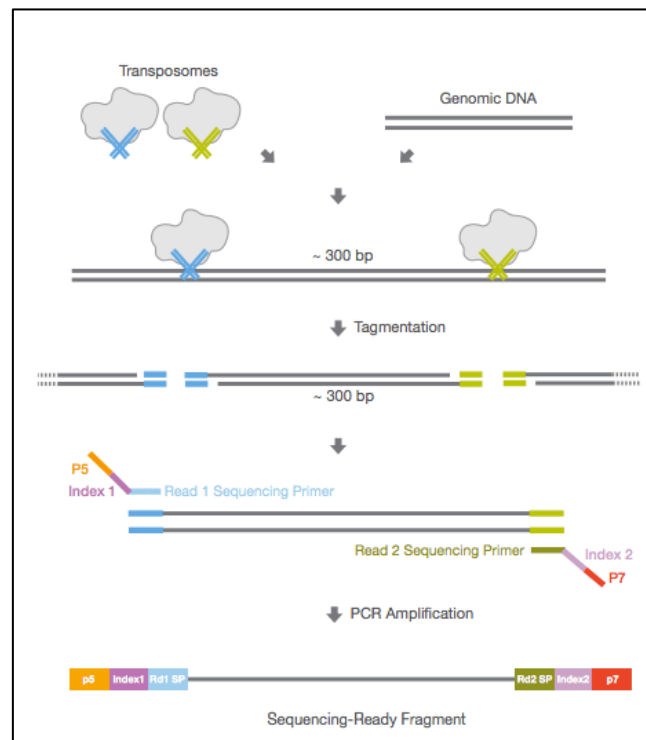 Transposomes
Genomic DNA
~ 300 bp
Tagmentation
~ 300 bp
P5
Index 1
Read 1 Sequencing Primer
Read 2 Sequencing Primer
Index 2
P7
PCR Amplification
p5 Index1 Rd1 SP Rd2 SP Index2 p7
Sequencing-Ready Fragment